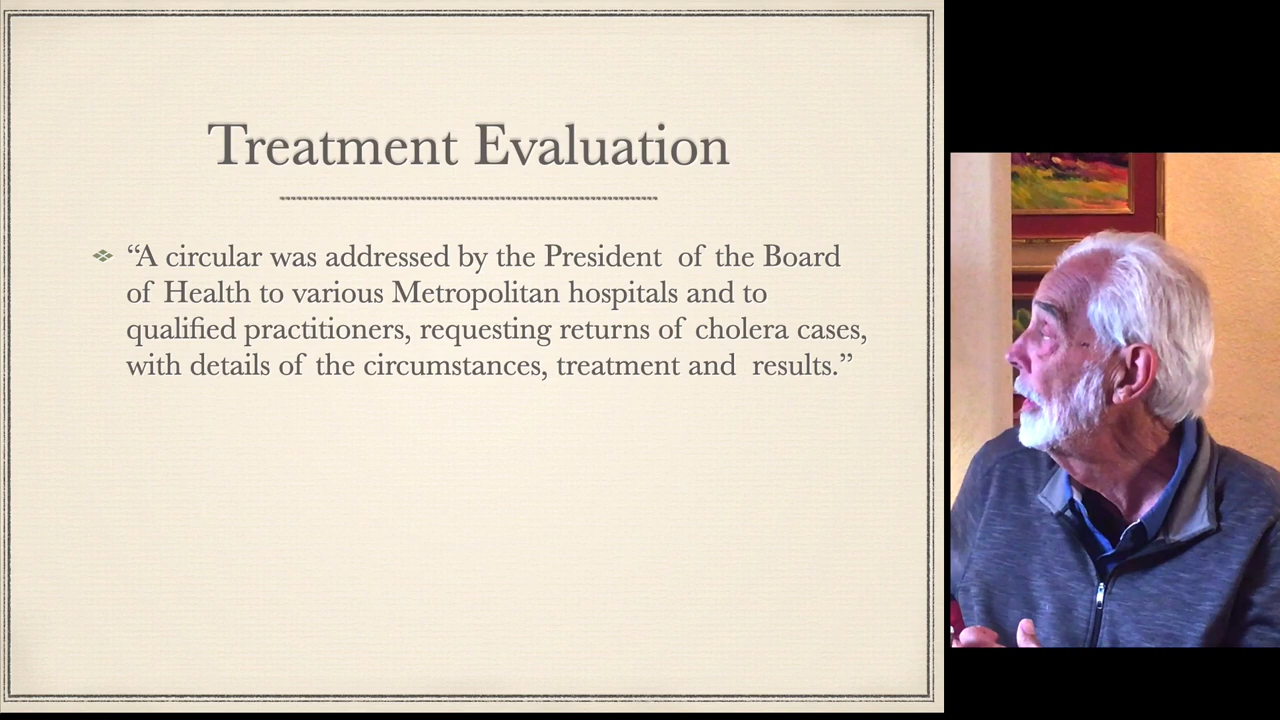 Treatment Evaluation
“A circular was addressed by the President of the Board
of Health to various Metropolitan hospitals and to
qualified practitioners, requesting returns of cholera cases,
with details of the circumstances, treatment and results.”